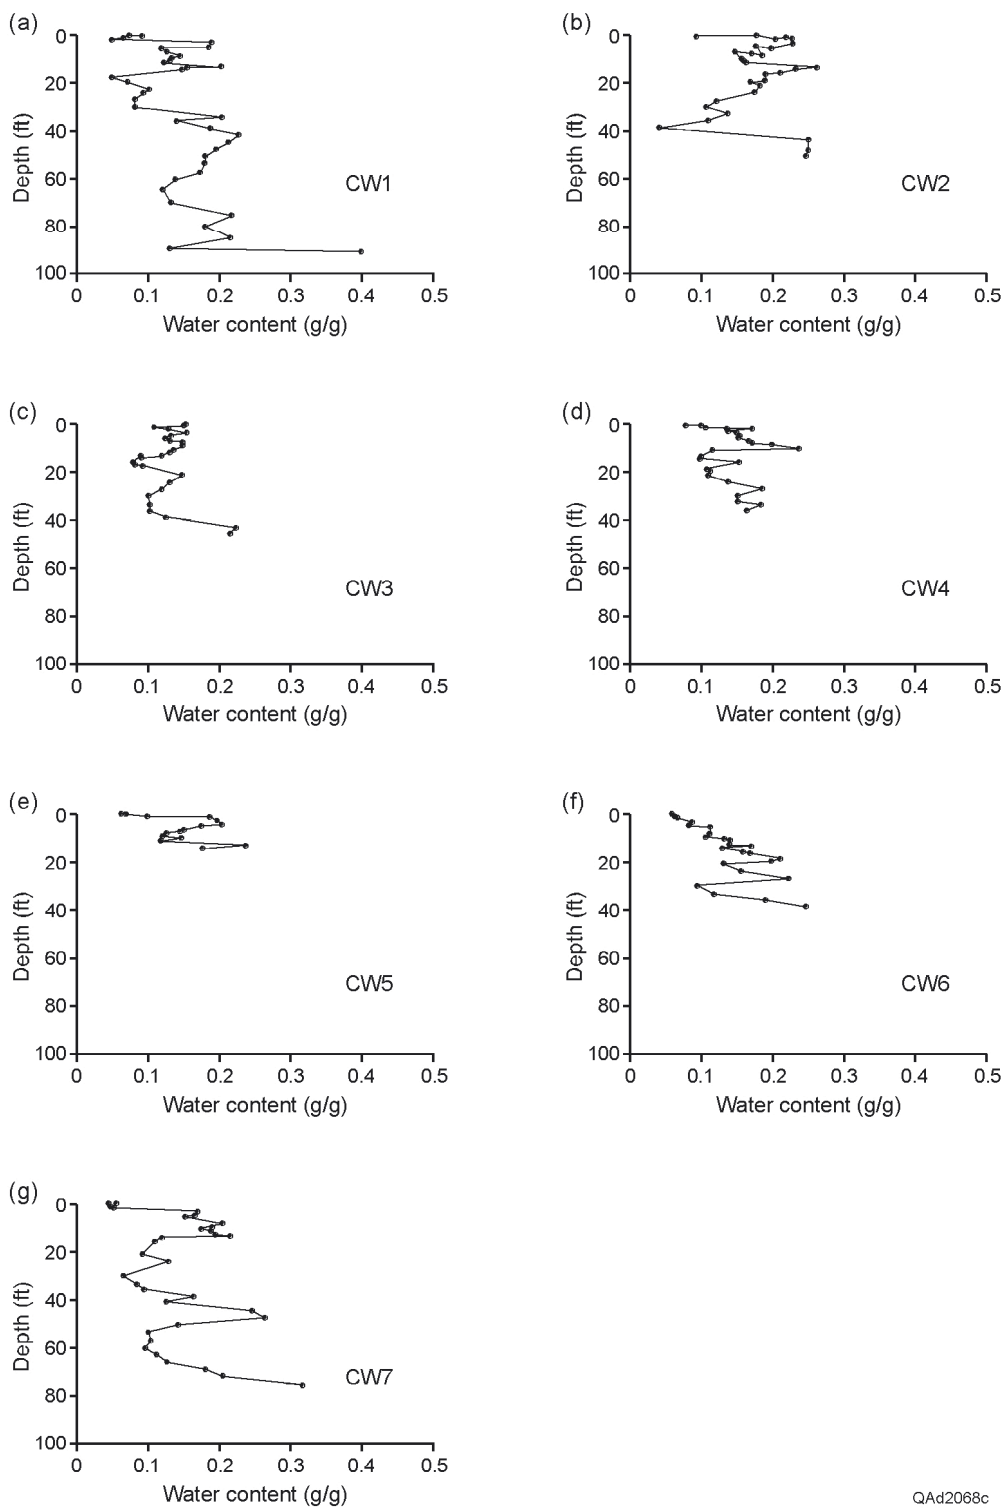 (a)
0
20
40
60
80
100
Depth (ft)
CW1
0 0.1 0.2 0.3 0.4 0.5
Water content (g/g)
(b)
0
20
40
60
80
100
Depth (ft)
CW2
0 0.1 0.2 0.3 0.4 0.5
Water content (g/g)
(c)
0
20
40
60
80
100
Depth (ft)
CW3
0 0.1 0.2 0.3 0.4 0.5
Water content (g/g)
(d)
0
20
40
60
80
100
Depth (ft)
CW4
0 0.1 0.2 0.3 0.4 0.5
Water content (g/g)
(e)
0
20
40
60
80
100
Depth (ft)
CW5
0 0.1 0.2 0.3 0.4 0.5
Water content (g/g)
(f)
0
20
40
60
80
100
Depth (ft)
CW6
0 0.1 0.2 0.3 0.4 0.5
Water content (g/g)
(g)
0
20
40
60
80
100
Depth (ft)
CW7
0 0.1 0.2 0.3 0.4 0.5
Water content (g/g)
QAd2068c